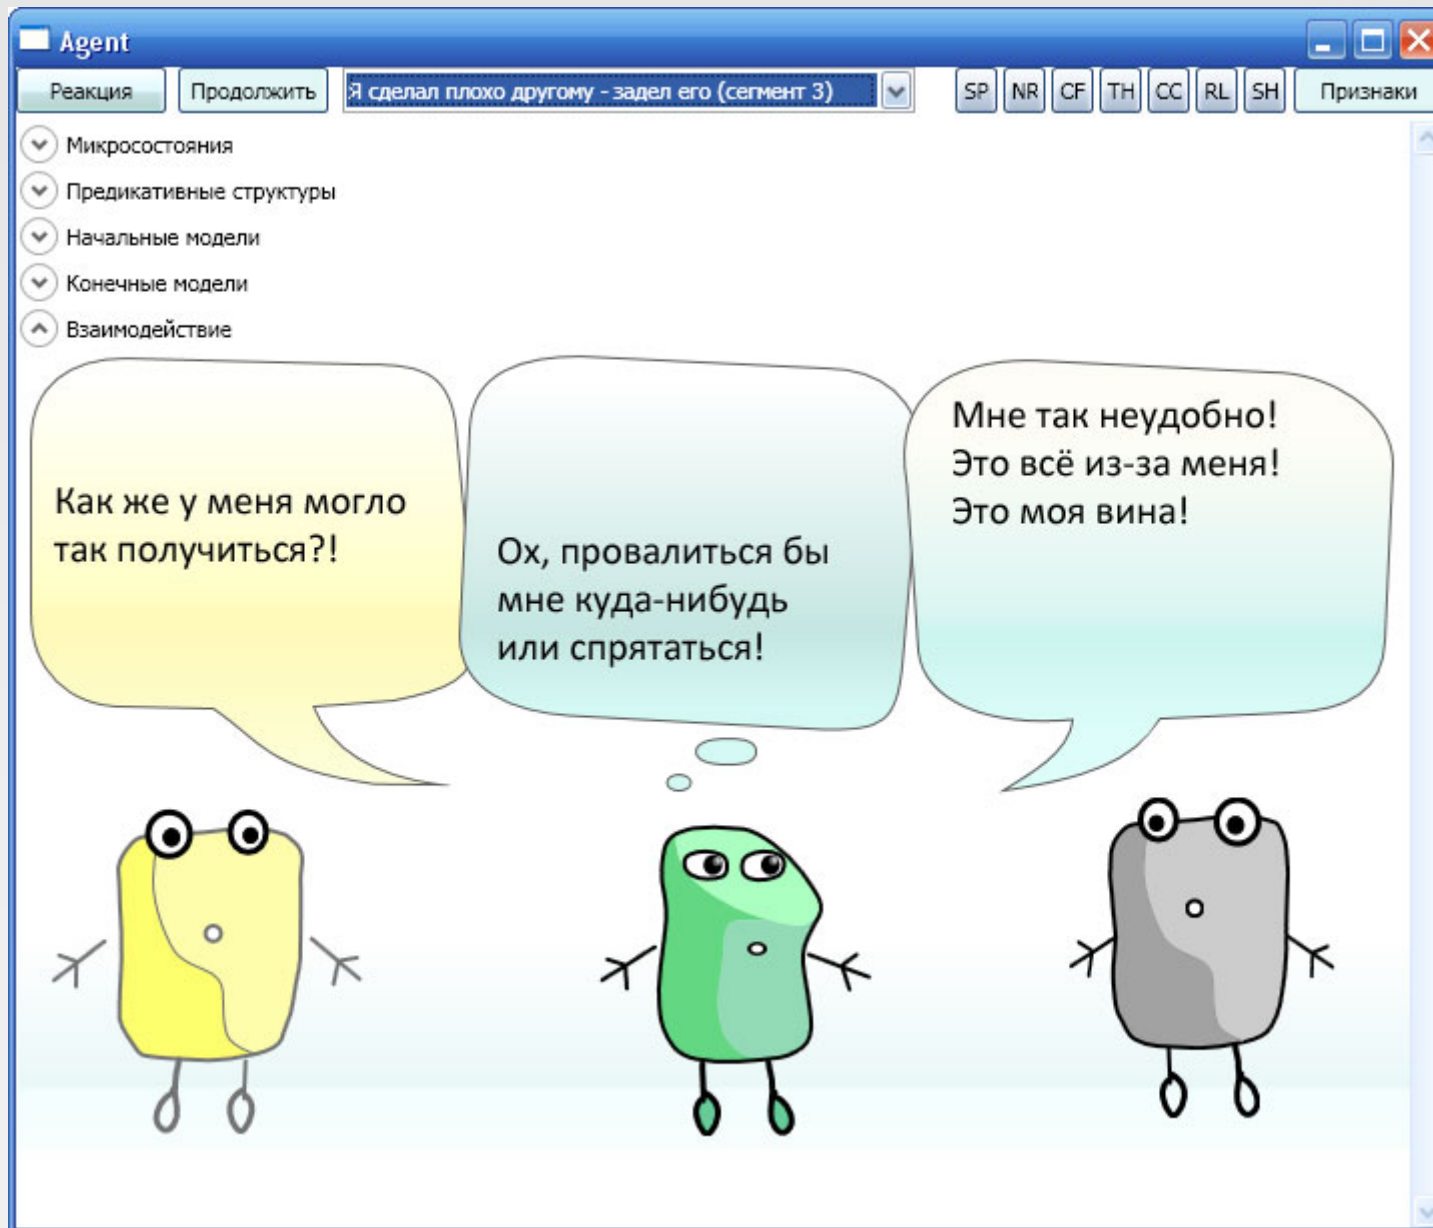 Agent
Реакция
Продолжить
Я сделал плохо другому - задел его (сегмент 3)
SP
NR
CF
TH
CC
RL
SH
Признаки
Микросостояния
Предикативные структуры
Начальные модели
Конечные модели
Взаимодействие
Как же у меня могло
так получиться?!
Ох, провалиться бы
мне куда-нибудь
или спрятаться!
Мне так неудобно!
Это всё из-за меня!
Это моя вина!